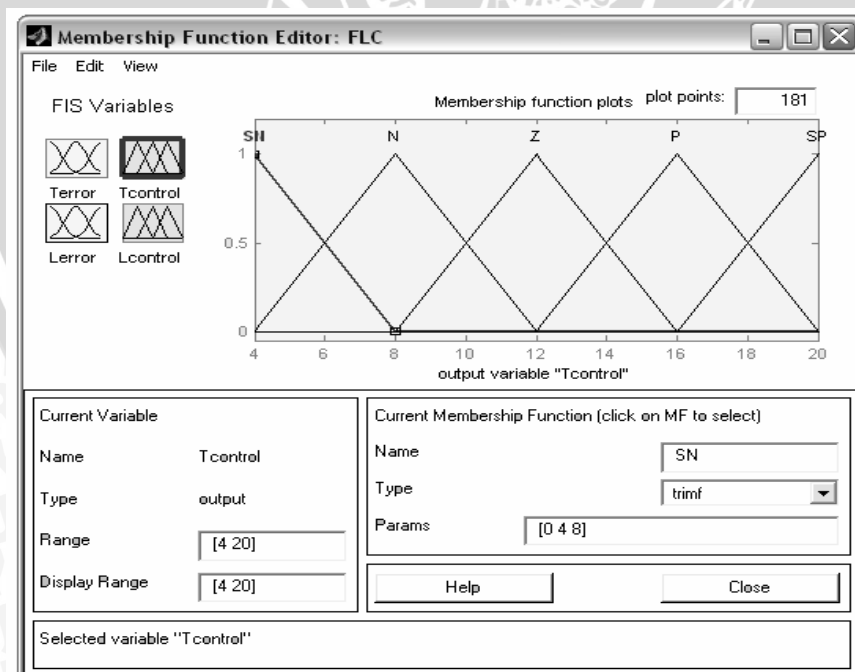 Membership Function Editor: FLC
File Edit View
FIS Variables
Terror Tcontrol
Lerror Lcontrol
Membership function plots plot points: 181
SN N Z P SP
1
0.5
0
4 6 8 10 12 14 16 18 20
output variable "Tcontrol"
Current Variable
Name Tcontrol
Type output
Range [4 20]
Display Range [4 20]
Current Membership Function (click on MF to select)
Name SN
Type trimf
Params [0 4 8]
Help Close
Selected variable "Tcontrol"